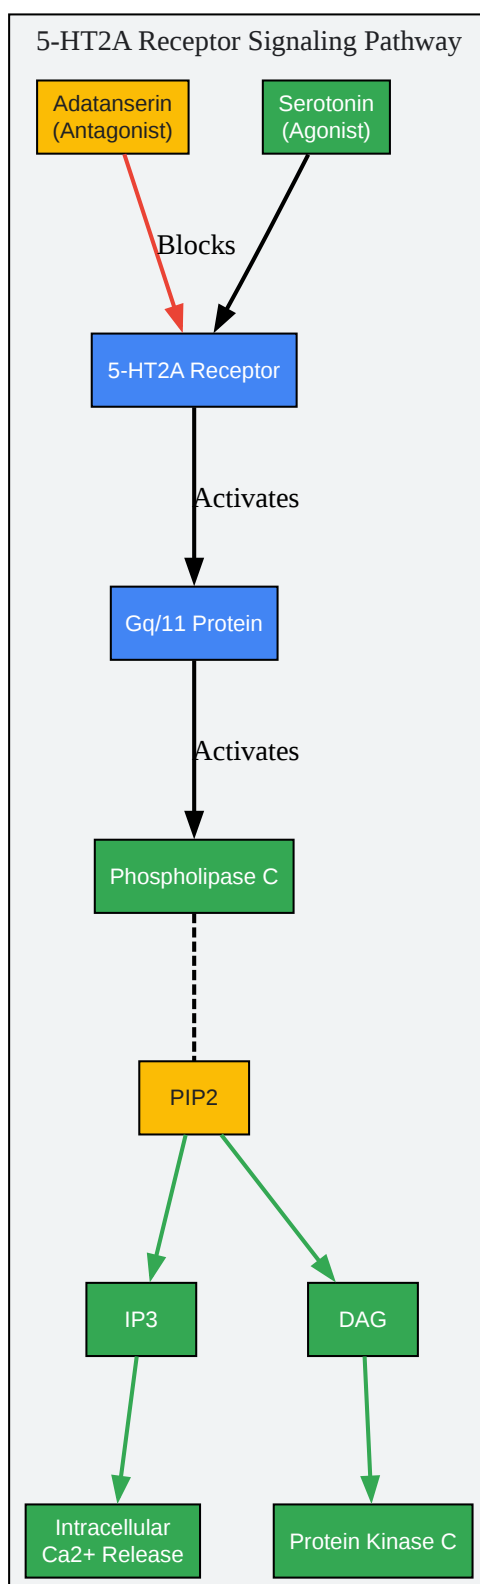 5-HT2A Receptor Signaling Pathway
Adatanserin
(Antagonist)
Serotonin
(Agonist)
Blocks
5-HT2A Receptor
Activates
Gq/11 Protein
Activates
Phospholipase C
PIP2
IP3
DAG
Intracellular
Ca2+ Release
Protein Kinase C